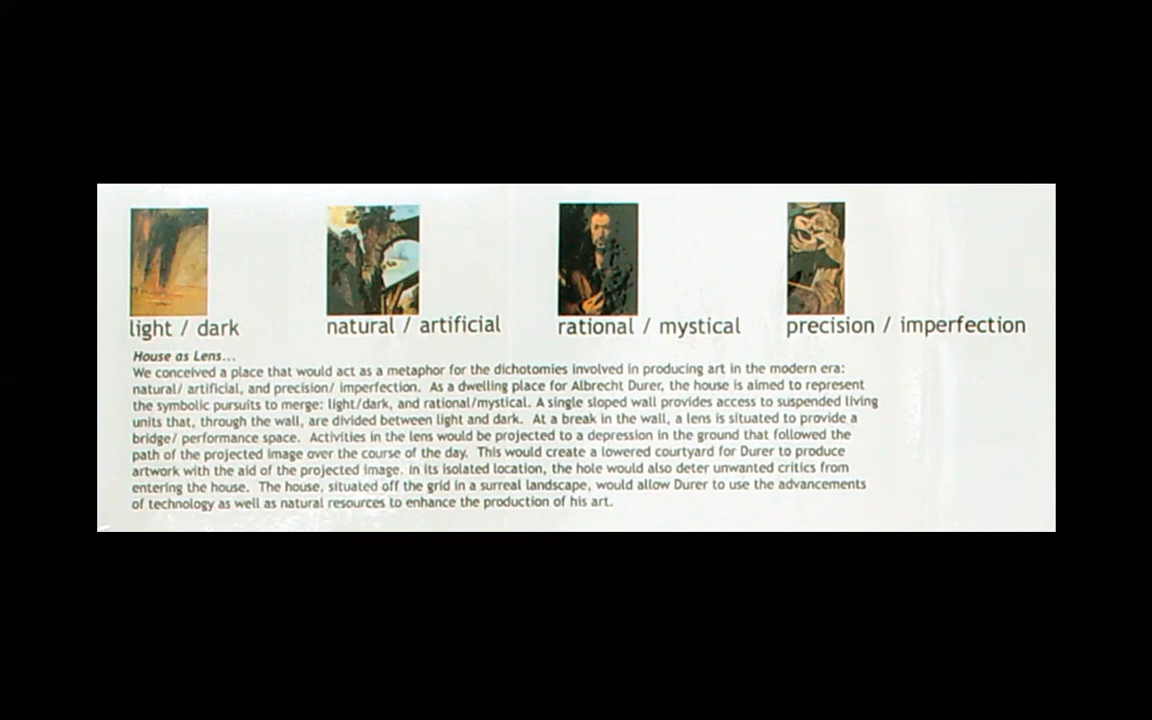 light / dark
natural / artificial
rational / mystical
precision / imperfection
House as Lens...
We conceived a place that would act as a metaphor for the dichotomies involved in producing art in the modern era:
natural/ artificial, and precision/ imperfection. As a dwelling place for Albrecht Durer, the house is aimed to represent
the symbolic pursuits to merge: light/dark, and rational/mystical. A single sloped wall provides access to suspended living
units that, through the wall, are divided between light and dark. At a break in the wall, a lens is situated to provide a
bridge/ performance space. Activities in the lens would be projected to a depression in the ground that followed the
path of the projected image over the course of the day. This would create a lowered courtyard for Durer to produce
artwork with the aid of the projected image. in its isolated location, the hole would also deter unwanted critics from
entering the house. The house, situated off the grid in a surreal landscape, would allow Durer to use the advancements
of technology as well as natural resources to enhance the production of his art.